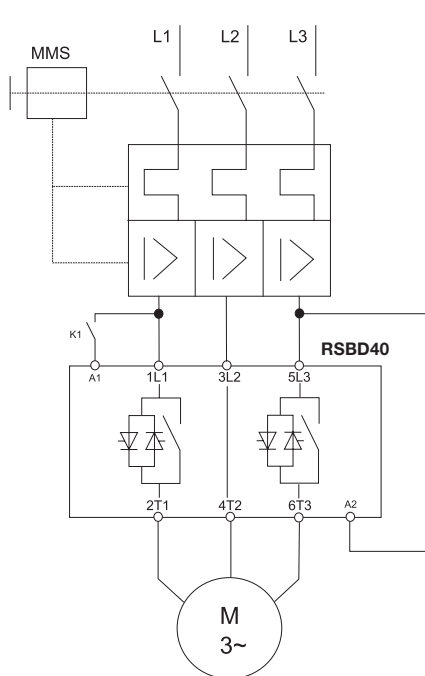 L1 L2 L3
MMS
K1
RSBD40
A1 1L1 3L2 5L3
2T1 4T2 6T3 A2
M
3~